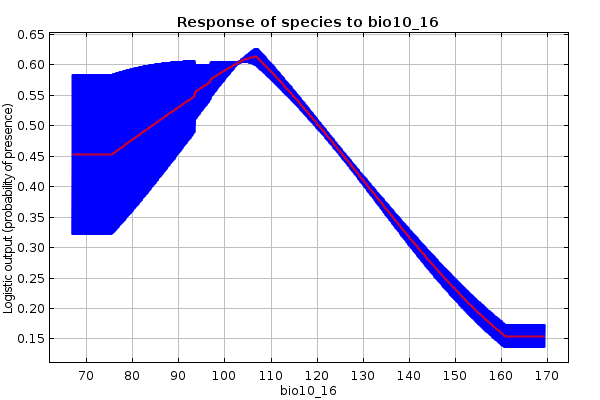 Response of species to bio10_16
Logistic output (probability of presence)
0.65
0.60
0.55
0.50
0.45
0.40
0.35
0.30
0.25
0.20
0.15
70 80 90 100 110 120 130 140 150 160 170
bio10_16